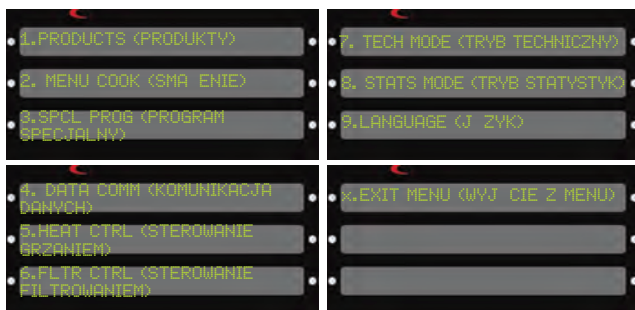 1.PRODUCTS (PRODUKTY)
2. MENU COOK (SMA ENIE)
3.SPCL PROG (PROGRAM
SPECJALNY)
7. TECH MODE (TRYB TECHNICZNY)
8. STATS MODE (TRYB STATYSTYK)
9.LANGUAGE (J ZYK)
4. DATA COMM (KOMUNIKACJA
DANYCH)
5.HEAT CTRL (STEROWANIE
GRZANIEM)
6.FLTR CTRL (STEROWANIE
FILTROWANIEM)
x.EXIT MENU (WYJ CIE Z MENU)